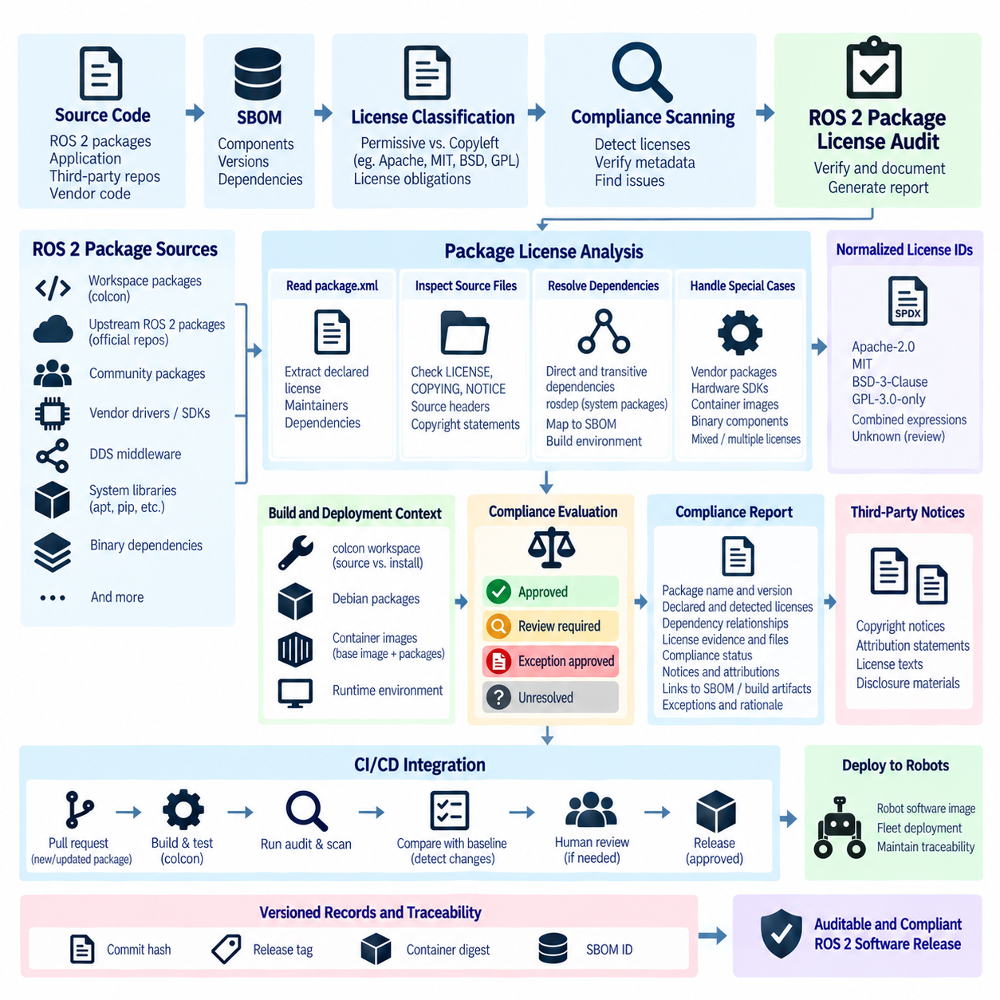 Source Code
ROS 2 packages
Application
Third-party repos
Vendor code
SBOM
Components
Versions
Dependencies
License Classification
Permissive vs. Copyleft
(eg. Apache, MIT, BSD, GPL)
License obligations
Compliance Scanning
Detect licenses
Verify metadata
Find issues
ROS 2 Package
License Audit
Verify and document
Generate report
ROS 2 Package Sources
</>
Workspace packages
(colcon)
Upstream ROS 2 packages
(official repos)
Community packages
Vendor drivers / SDKs
DDS middleware
System libraries
(apt, pip, etc.)
Binary dependencies
And more
Package License Analysis
Read package.xml
Extract declared
license
Maintainers
Dependencies
Inspect Source Files
Check LICENSE,
COPYING, NOTICE
Source headers
Copyright statements
Resolve Dependencies
Direct and transitive
dependencies
rosdep (system packages)
Map to SBOM
Build environment
Handle Special Cases
Vendor packages
Hardware SDKs
Container images
Binary components
Mixed / multiple licenses
Normalized License IDs
SPDX
Apache-2.0
MIT
BSD-3-Clause
GPL-3.0-only
Combined expressions
Unknown (review)
Build and Deployment Context
colcon workspace
(source vs. install)
Debian packages
Container images
(base image + packages)
Runtime environment
Compliance Evaluation
Approved
Review required
Exception approved
?
Unresolved
Compliance Report
Package name and version
Declared and detected licenses
Dependency relationships
License evidence and files
Compliance status
Notices and attributions
Links to SBOM / build artifacts
Exceptions and rationale
Third-Party Notices
Copyright notices
Attribution statements
License texts
Disclosure materials
CI/CD Integration
Pull request
(new/updated package)
Build & test
(colcon)
Run audit & scan
Compare with baseline
(detect changes)
Human review
(if needed)
Release
(approved)
Deploy to Robots
Robot software image
Fleet deployment
Maintain traceability
Versioned Records and Traceability
Commit hash
Release tag
Container digest
SBOM ID
Auditable and Compliant
ROS 2 Software Release